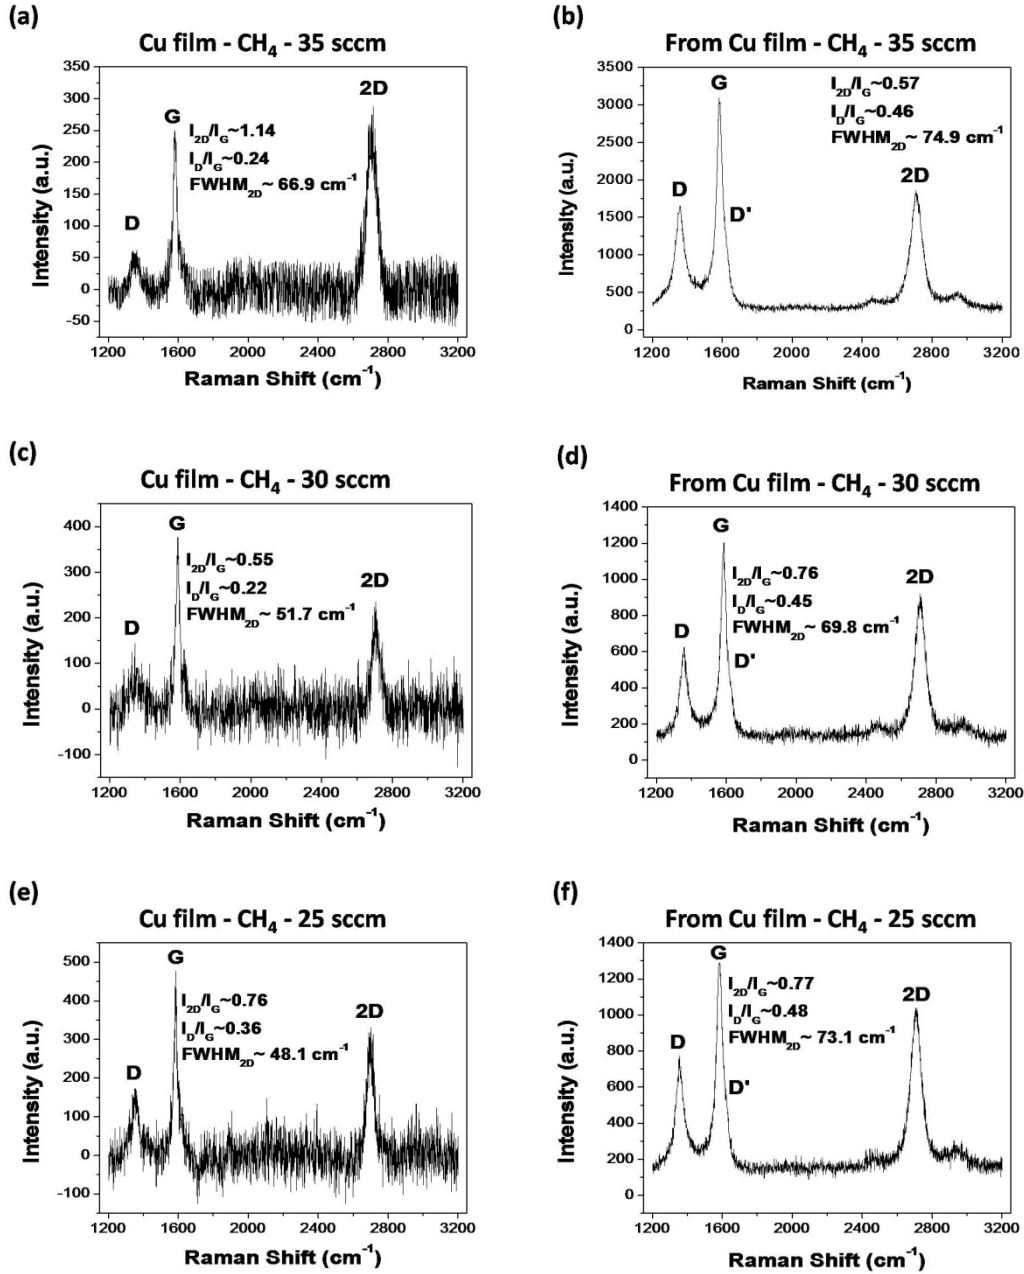 (a)
Cu film - CH₄ - 35 sccm
350
300
250
200
150
100
50
0
-50
Intensity (a.u.)
D
G
2D
I2D/IG~1.14
ID/IG~0.24
FWHM2D~ 66.9 cm⁻¹
1200 1600 2000 2400 2800 3200
Raman Shift (cm⁻¹)
(b)
From Cu film - CH₄ - 35 sccm
3500
3000
2500
2000
1500
1000
500
0
Intensity (a.u.)
D
G
D'
2D
I2D/IG~0.57
ID/IG~0.46
FWHM2D~ 74.9 cm⁻¹
1200 1600 2000 2400 2800 3200
Raman Shift (cm⁻¹)
(c)
Cu film - CH₄ - 30 sccm
400
300
200
100
0
-100
Intensity (a.u.)
D
G
2D
I2D/IG~0.55
ID/IG~0.22
FWHM2D~ 51.7 cm⁻¹
1200 1600 2000 2400 2800 3200
Raman Shift (cm⁻¹)
(d)
From Cu film - CH₄ - 30 sccm
1400
1200
1000
800
600
400
200
0
Intensity (a.u.)
D
G
D'
2D
I2D/IG~0.76
ID/IG~0.45
FWHM2D~ 69.8 cm⁻¹
1200 1600 2000 2400 2800 3200
Raman Shift (cm⁻¹)
(e)
Cu film - CH₄ - 25 sccm
500
400
300
200
100
0
-100
Intensity (a.u.)
D
G
2D
I2D/IG~0.76
ID/IG~0.36
FWHM2D~ 48.1 cm⁻¹
1200 1600 2000 2400 2800 3200
Raman Shift (cm⁻¹)
(f)
From Cu film - CH₄ - 25 sccm
1400
1200
1000
800
600
400
200
0
Intensity (a.u.)
D
G
D'
2D
I2D/IG~0.77
ID/IG~0.48
FWHM2D~ 73.1 cm⁻¹
1200 1600 2000 2400 2800 3200
Raman Shift (cm⁻¹)